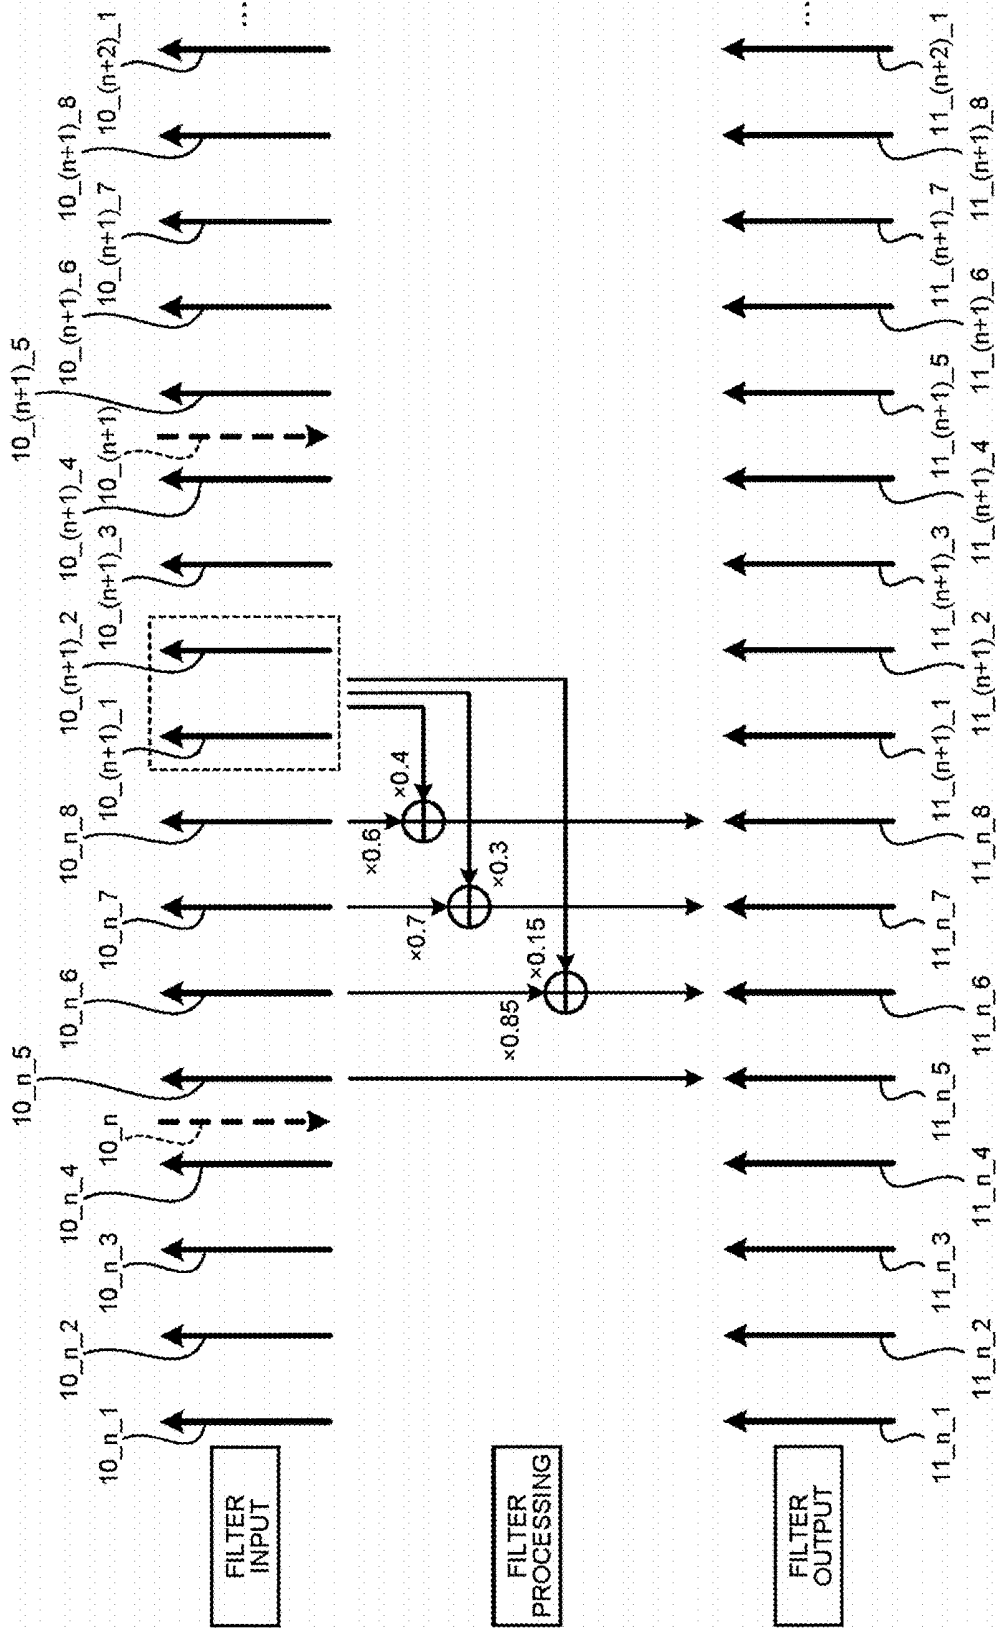 FILTER
INPUT
10_n_1
10_n_2
10_n_3
10_n_4
10_n
10_n_5
10_n_6
10_n_7
10_n_8
10_(n+1)_1
10_(n+1)_2
10_(n+1)_3
10_(n+1)_4
10_(n+1)
10_(n+1)_5
10_(n+1)_6
10_(n+1)_7
10_(n+1)_8
10_(n+2)_1
...
FILTER
PROCESSING
×0.85
×0.15
×0.7
×0.3
×0.6
×0.4
FILTER
OUTPUT
11_n_1
11_n_2
11_n_3
11_n_4
11_n_5
11_n_6
11_n_7
11_n_8
11_(n+1)_1
11_(n+1)_2
11_(n+1)_3
11_(n+1)_4
11_(n+1)_5
11_(n+1)_6
11_(n+1)_7
11_(n+1)_8
11_(n+2)_1
...